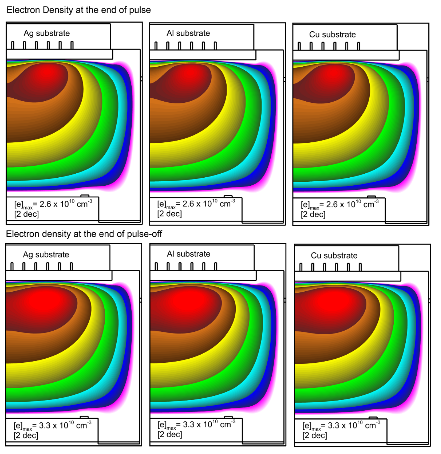 Electron Density at the end of pulse
Ag substrate Al substrate Cu substrate
[e]max= 2.6 x 10^10 cm^-3 [e]max= 2.6 x 10^10 cm^-3 [e]max= 2.6 x 10^10 cm^-3
[2 dec] [2 dec] [2 dec]
Electron density at the end of pulse-off
Ag substrate Al substrate Cu substrate
[e]max= 3.3 x 10^10 cm^-3 [e]max= 3.3 x 10^10 cm^-3 [e]max= 3.3 x 10^10 cm^-3
[2 dec] [2 dec] [2 dec]